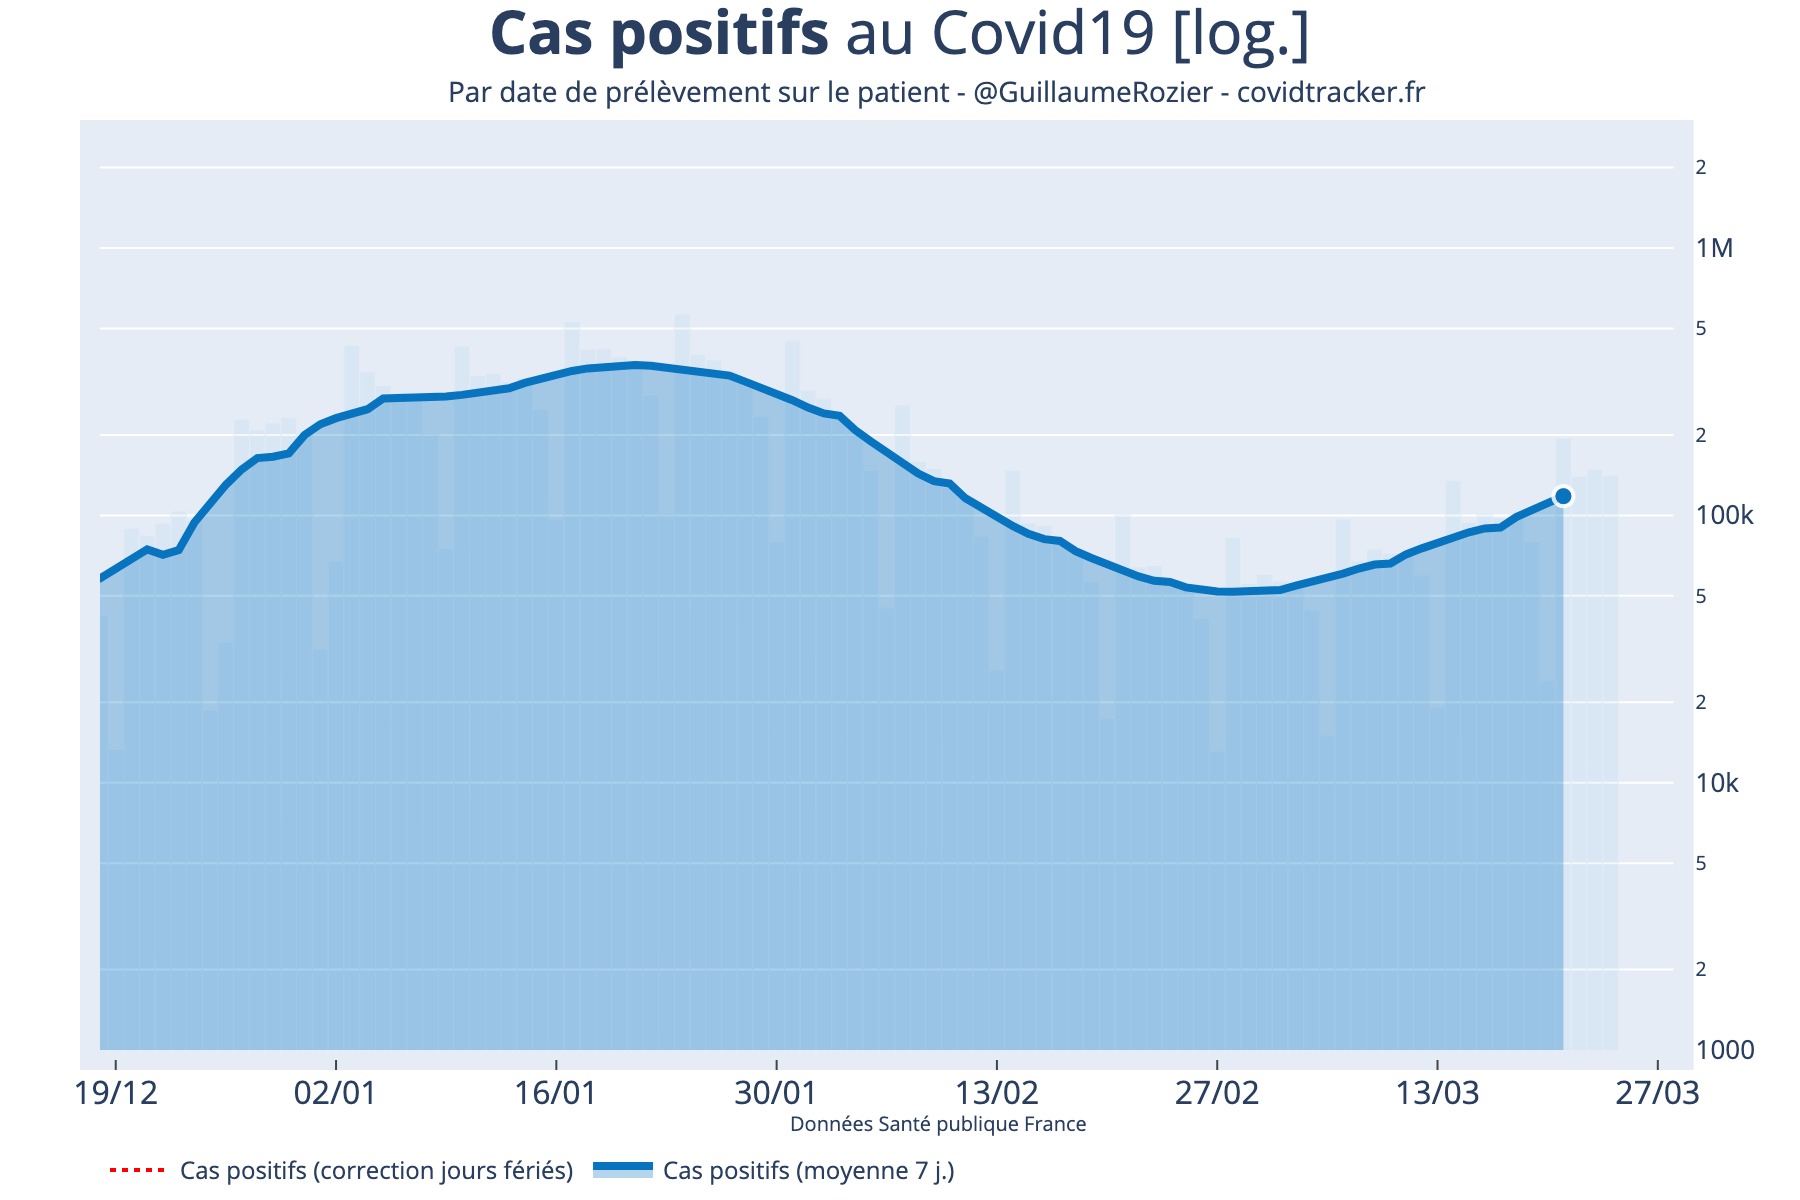 Cas positifs au Covid19 [log.]
Par date de prélèvement sur le patient - @GuillaumeRozier - covidtracker.fr
2
1M
5
2
100k
5
2
10k
5
2
1000
19/12 02/01 16/01 30/01 13/02 27/02 13/03 27/03
Données Santé publique France
Cas positifs (correction jours fériés) Cas positifs (moyenne 7 j.)